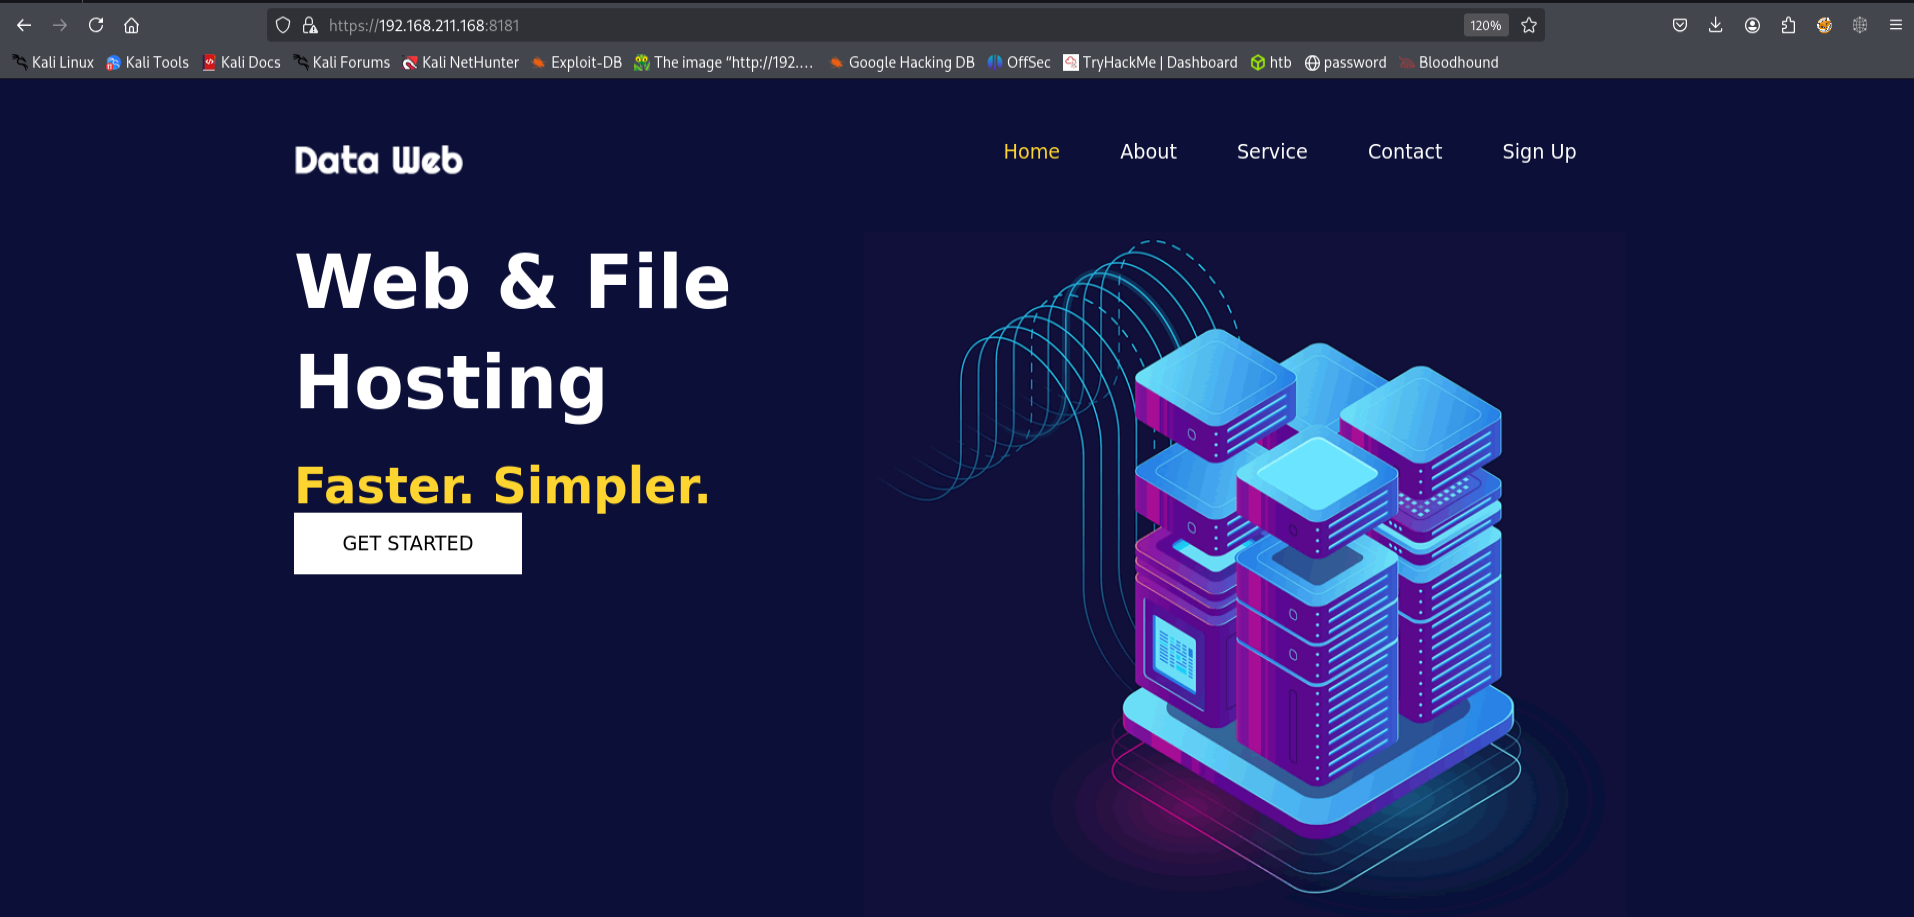 https://192.168.211.168:8181
120%
Kali Linux
Kali Tools
Kali Docs
Kali Forums
Kali NetHunter
Exploit-DB
The image “http://192....
Google Hacking DB
OffSec
TryHackMe | Dashboard
htb
password
Bloodhound
Data Web
Home
About
Service
Contact
Sign Up
Web & File
Hosting
Faster. Simpler.
GET STARTED